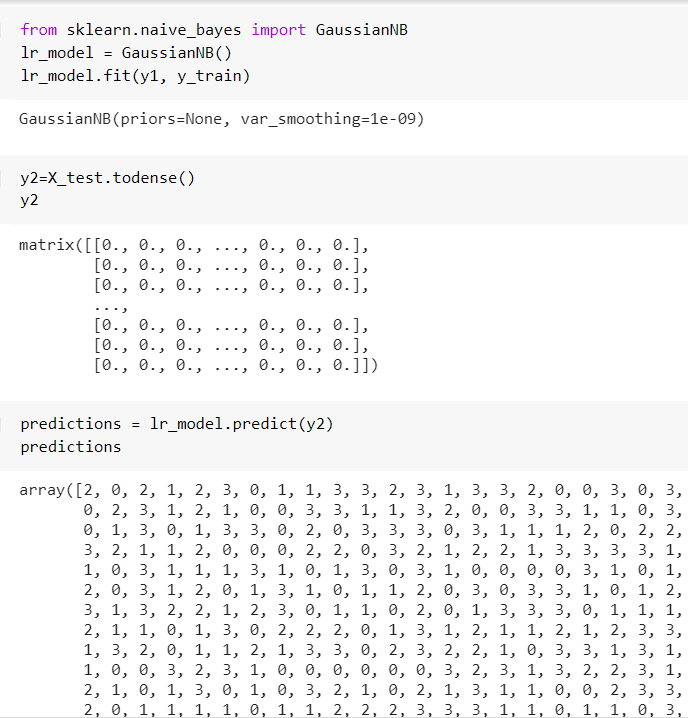 from sklearn.naive_bayes import GaussianNB
lr_model = GaussianNB()
lr_model.fit(y1, y_train)
GaussianNB(priors=None, var_smoothing=1e-09)
y2=X_test.todense()
y2
matrix([[0., 0., 0., ..., 0., 0., 0.],
[0., 0., 0., ..., 0., 0., 0.],
[0., 0., 0., ..., 0., 0., 0.],
...,
[0., 0., 0., ..., 0., 0., 0.],
[0., 0., 0., ..., 0., 0., 0.],
[0., 0., 0., ..., 0., 0., 0.]])
predictions = lr_model.predict(y2)
predictions
array([2, 0, 2, 1, 2, 3, 0, 1, 1, 3, 3, 2, 3, 1, 3, 3, 2, 0, 0, 3, 0, 3,
0, 2, 3, 1, 2, 1, 0, 0, 3, 3, 1, 1, 3, 2, 0, 0, 3, 3, 1, 1, 0, 3,
0, 1, 3, 0, 1, 3, 3, 0, 2, 0, 3, 3, 3, 0, 3, 1, 1, 1, 2, 0, 2, 2,
3, 2, 1, 1, 2, 0, 0, 0, 2, 2, 0, 3, 2, 1, 2, 2, 1, 3, 3, 3, 3, 1,
1, 0, 3, 1, 1, 1, 3, 1, 0, 1, 3, 0, 3, 1, 0, 0, 0, 0, 3, 1, 0, 1,
2, 0, 3, 1, 2, 0, 1, 3, 1, 0, 1, 1, 2, 0, 3, 0, 3, 3, 1, 0, 1, 2,
3, 1, 3, 2, 2, 1, 2, 3, 0, 1, 1, 0, 2, 0, 1, 3, 3, 3, 0, 1, 1, 1,
2, 1, 1, 0, 1, 3, 0, 2, 2, 2, 0, 1, 3, 1, 2, 1, 1, 2, 1, 2, 3, 3,
1, 3, 2, 0, 1, 1, 2, 1, 3, 3, 0, 2, 3, 2, 2, 1, 0, 3, 3, 1, 3, 1,
1, 0, 0, 3, 2, 3, 1, 0, 0, 0, 0, 0, 0, 3, 2, 3, 1, 3, 2, 2, 3, 1,
2, 1, 0, 1, 3, 0, 1, 0, 3, 2, 1, 0, 2, 1, 3, 1, 1, 0, 0, 2, 3, 3,
2, 0, 1, 1, 1, 1, 0, 1, 1, 2, 2, 2, 3, 3, 3, 1, 1, 0, 1, 1, 0, 3,